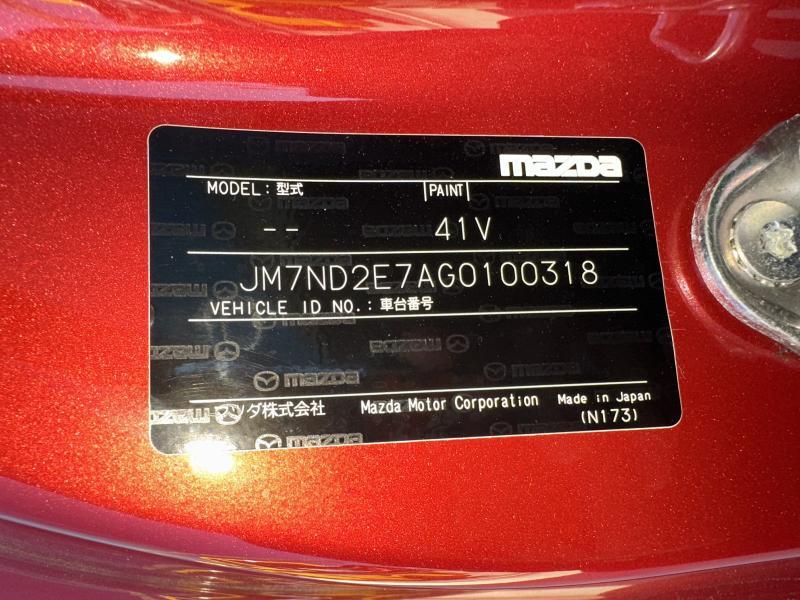 mazda
MODEL: 型式 PAINT
-- 41V
JM7ND2E7AG0100318
VEHICLE ID NO.: 車台番号
マツダ株式会社 Mazda Motor Corporation Made in Japan
(N173)